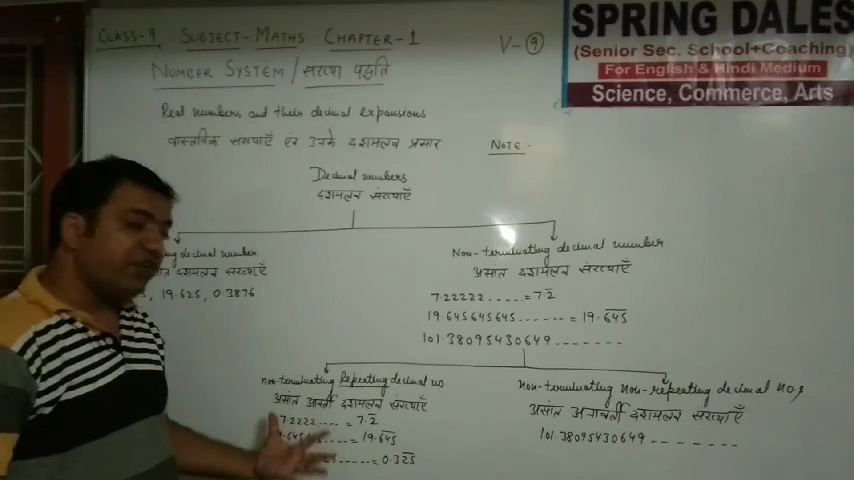 CLASS-9 SUBJECT-MATHS CHAPTER-1
V-9
SPRING DALES
(Senior Sec. School+Coaching)
For English & Hindi Medium
Science, Commerce, Arts
NUMBER SYSTEM / संख्या पद्धति
Real numbers and their decimal expansions
वास्तविक संख्याएँ एवं उनके दशमलव प्रसार
NOTE -
Decimal numbers
दशमलव संख्याएँ
decimal number
दशमलव संख्याएँ
19.625, 0.3876
Non-terminating decimal number
असांत दशमलव संख्याएँ
7.22222...... = 7.2̅
19.645645645....... = 19.6̅4̅5̅
101.38095430649.......
Non-terminating Repeating decimal no.
असांत आवर्ती दशमलव संख्याएँ
7.2222.... = 7.2̅
= 19.6̅4̅5̅
...... = 0.32̅5̅
Non-terminating Non-repeating decimal no.s
असांत अनावर्ती दशमलव संख्याएँ
101.38095430649 - - - - - - -